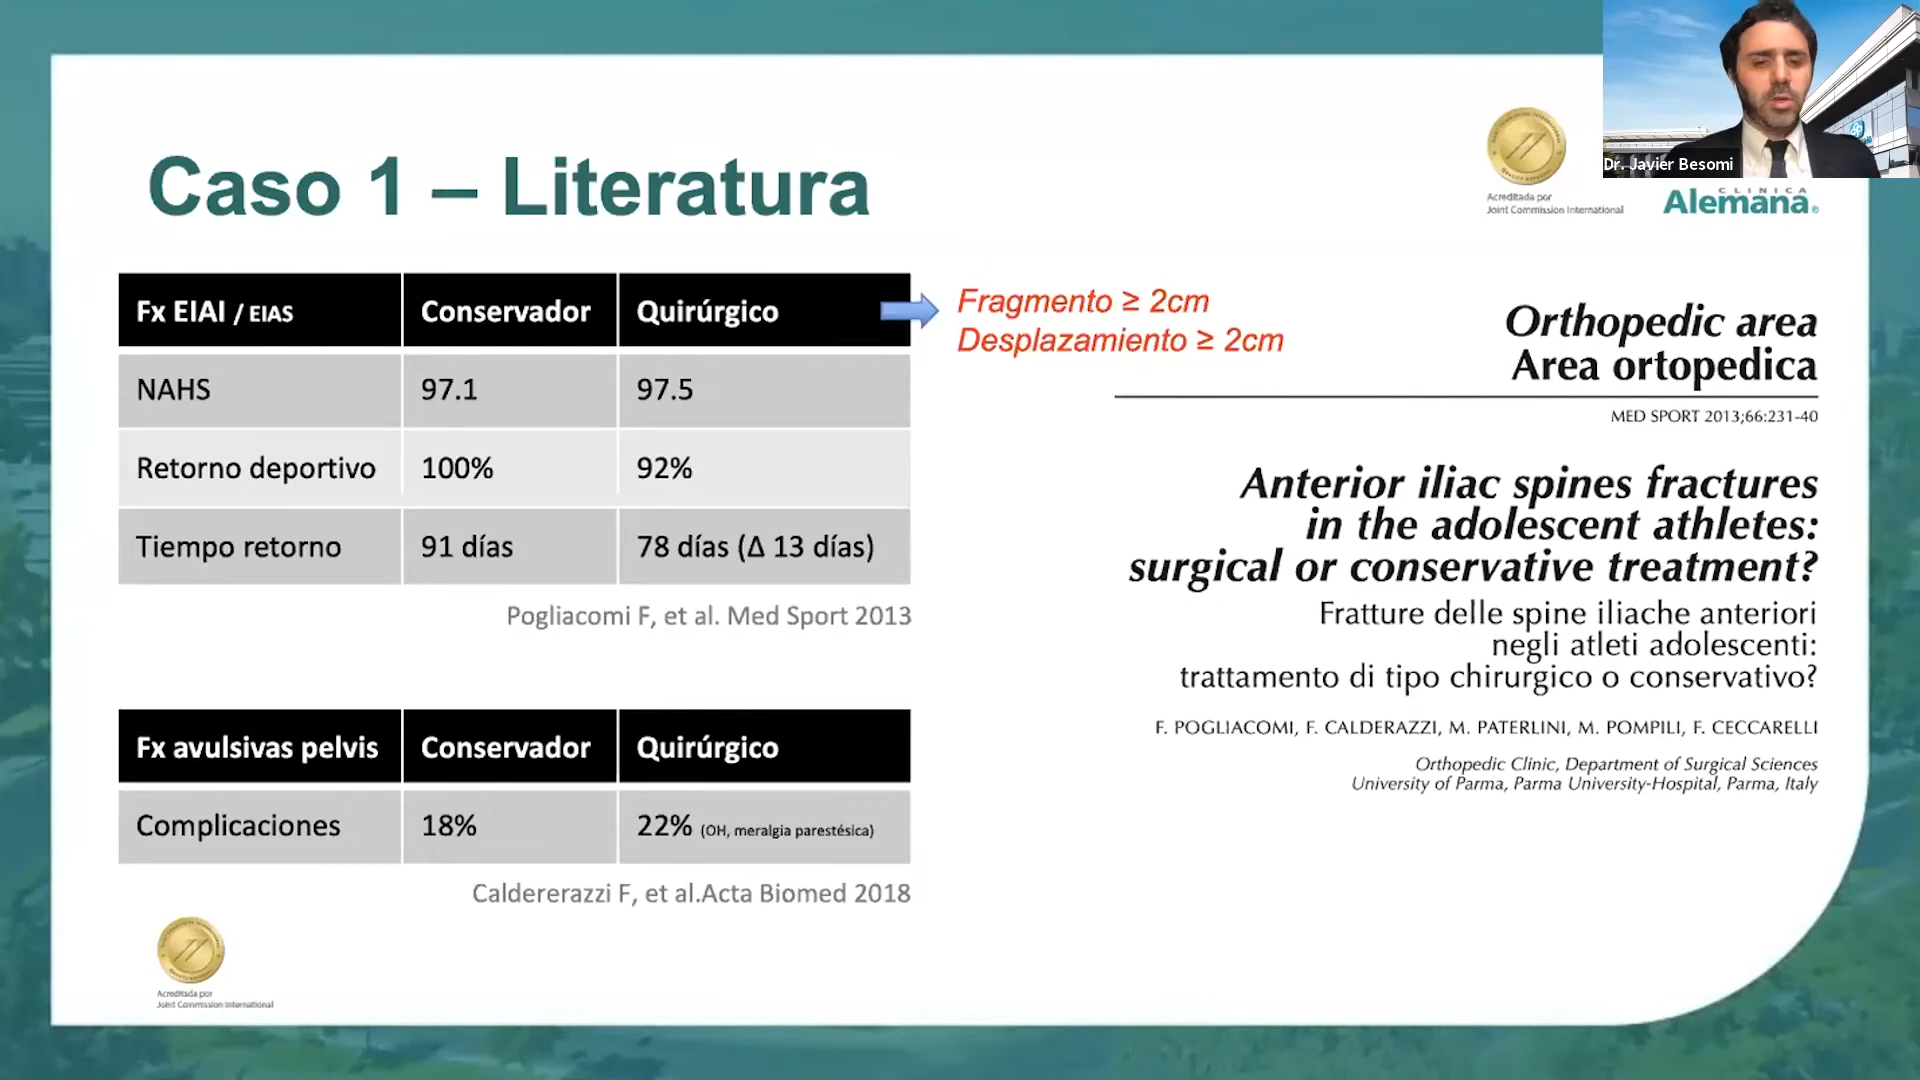 Dr. Javier Besomi
Acreditada por
Joint Commission International
CLINICA
Alemana
Caso 1 – Literatura
Fx EIAI / EIAS Conservador Quirúrgico
Fragmento ≥ 2cm
Desplazamiento ≥ 2cm
NAHS 97.1 97.5
Retorno deportivo 100% 92%
Tiempo retorno 91 días 78 días (Δ 13 días)
Pogliacomi F, et al. Med Sport 2013
Fx avulsivas pelvis Conservador Quirúrgico
Complicaciones 18% 22% (OH, meralgia parestésica)
Caldererazzi F, et al.Acta Biomed 2018
Orthopedic area
Area ortopedica
MED SPORT 2013;66:231-40
Anterior iliac spines fractures
in the adolescent athletes:
surgical or conservative treatment?
Fratture delle spine iliache anteriori
negli atleti adolescenti:
trattamento di tipo chirurgico o conservativo?
F. POGLIACOMI, F. CALDERAZZI, M. PATERLINI, M. POMPILI, F. CECCARELLI
Orthopedic Clinic, Department of Surgical Sciences
University of Parma, Parma University-Hospital, Parma, Italy
Acreditada por
Joint Commission International